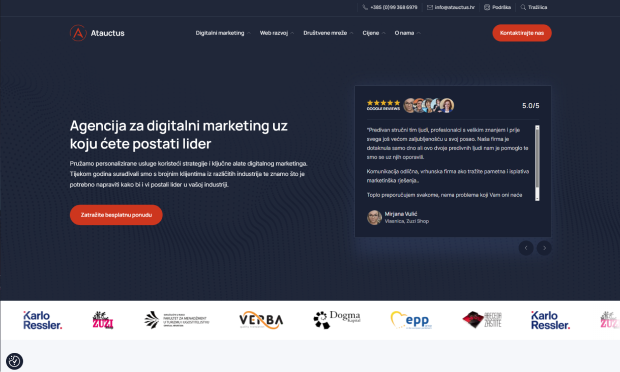 +385 (0)99 368 6979 info@atauctus.hr Podrška Tražilica
Atauctus
Digitalni marketing Web razvoj Društvene mreže Cijene O nama
Kontaktirajte nas
GOOGLE REVIEWS
5.0/5
"Predivan stručni tim ljudi, profesionalci s velikim znanjem i prije
svega još većom zaljubljenošću u svoj posao. Naša firma je
dotaknula samo dno ali ovo dvoje predivnih ljudi nam je pomoglo te
smo se uz njih oporavili.
Komunikacija odlična, vrhunska firma ako tražite pametna i isplativa
marketinška rješenja..
Toplo preporučujem svakome, nema problema koji Vam oni neće
Mirjana Vulić
Vlasnica, Zuzi Shop
Agencija za digitalni marketing uz
koju ćete postati lider
Pružamo personalizirane usluge koristeći strategije i ključne alate digitalnog marketinga.
Tijekom godina surađivali smo s brojnim klijentima iz različitih industrija te znamo što je
potrebno napraviti kako bi i vi postali lider u vašoj industriji.
Zatražite besplatnu ponudu
Karlo
Ressler.
ZUZI
VERBA
Dogma
Kapital
epp
Karlo
Ressler.